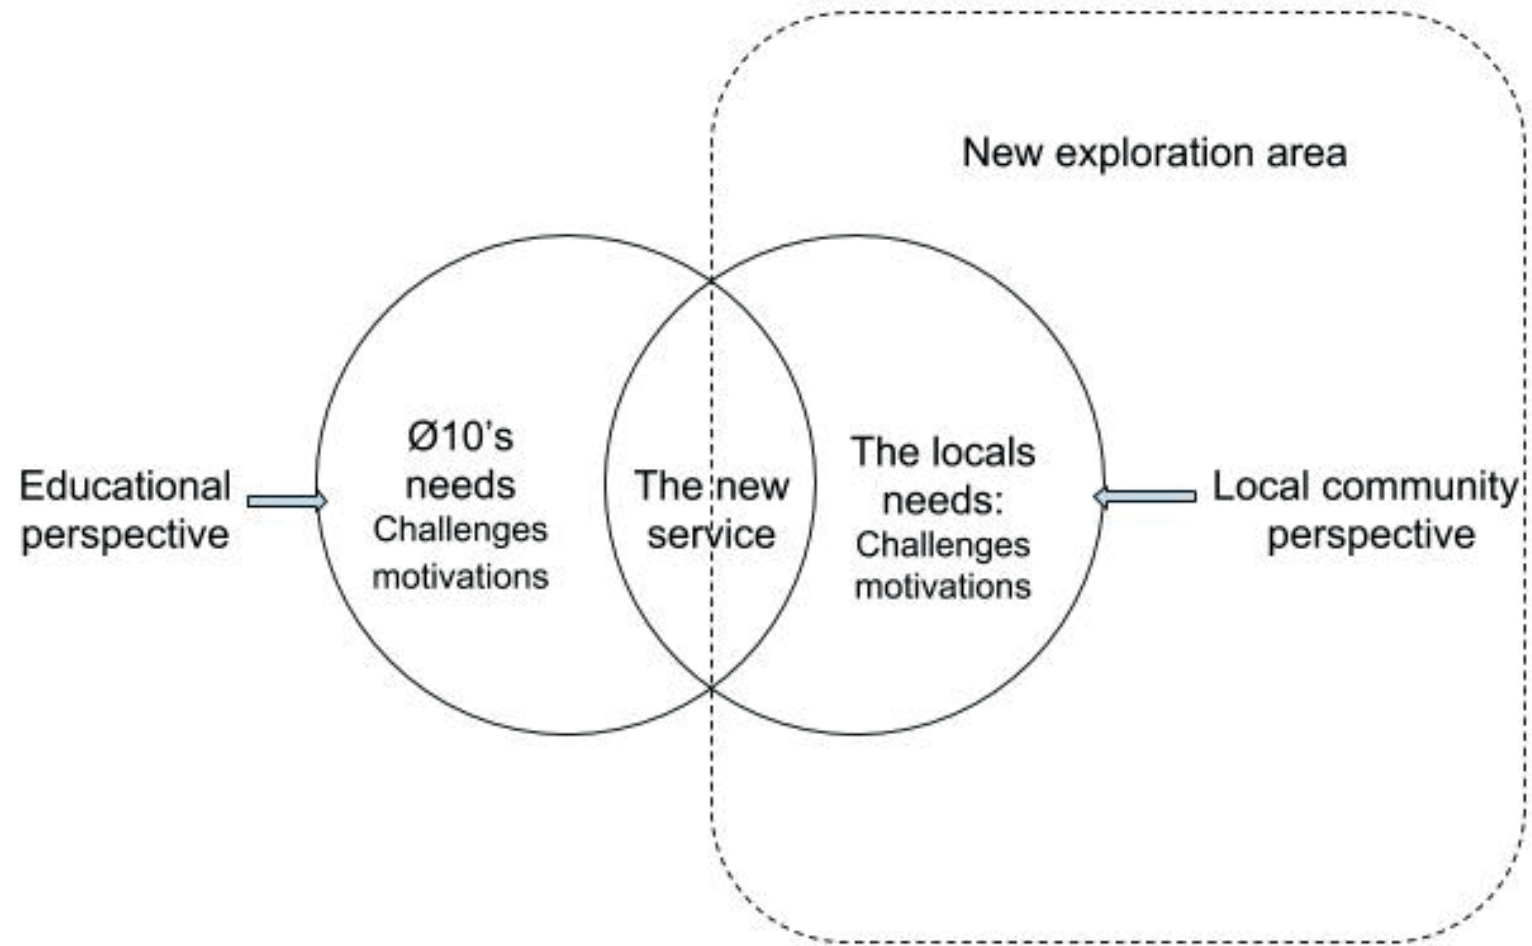 New exploration area
Educational
perspective
Ø10’s
needs
Challenges
motivations
The new
service
The locals
needs:
Challenges
motivations
Local community
perspective